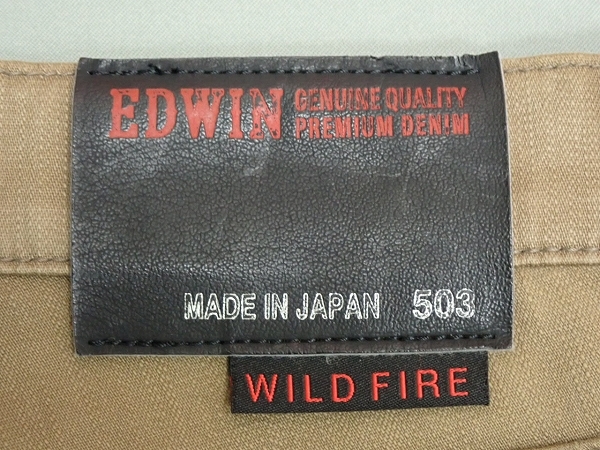 EDWIN GENUINE QUALITY
PREMIUM DENIM
MADE IN JAPAN 503
WILD FIRE